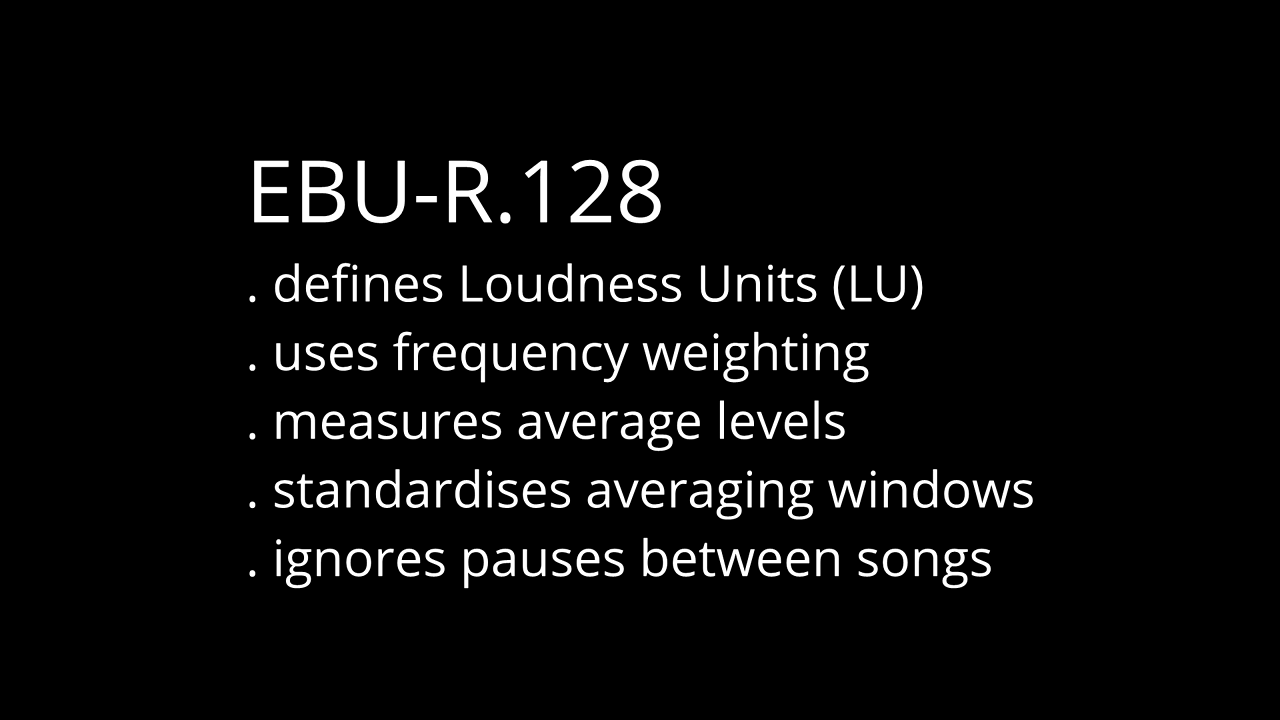 EBU-R.128
. defines Loudness Units (LU)
. uses frequency weighting
. measures average levels
. standardises averaging windows
. ignores pauses between songs